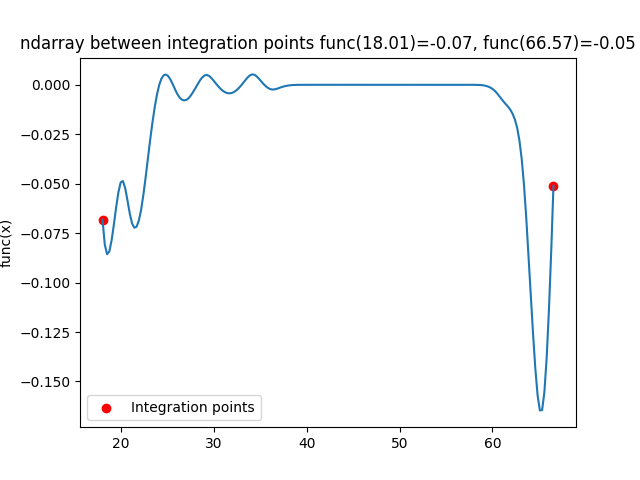 ndarray between integration points func(18.01)=-0.07, func(66.57)=-0.05
func(x)
0.000
−0.025
−0.050
−0.075
−0.100
−0.125
−0.150
Integration points
20 30 40 50 60